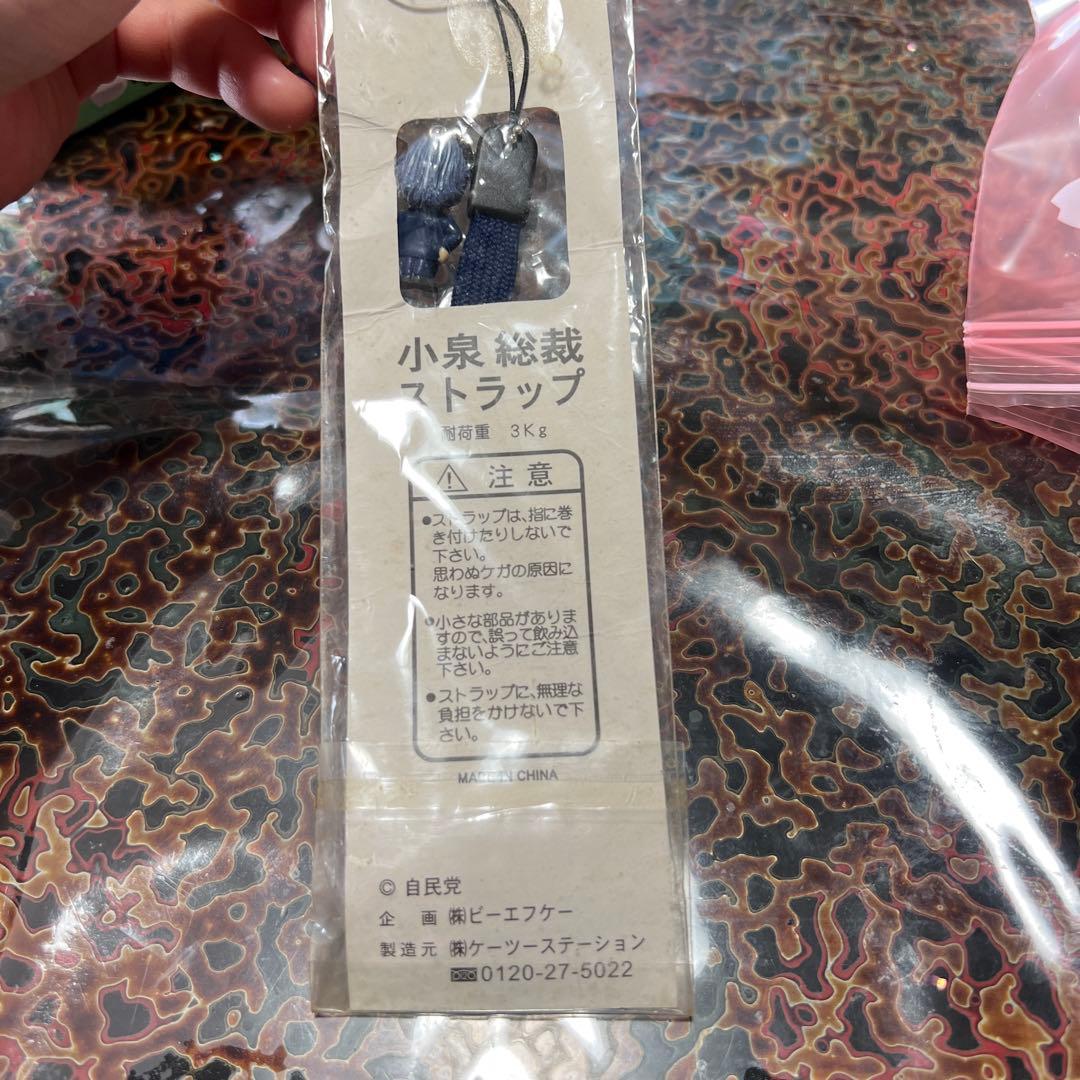 小泉 総裁
ストラップ
耐荷重 3Kg
注意
●ストラップは、指に巻
き付けたりしないで
下さい。
思わぬケガの原因に
なります。
●小さな部品がありま
すので、誤って飲み込
まないようにご注意
下さい。
●ストラップに、無理な
負担をかけないで下
さい。
MADE IN CHINA
© 自民党
企 画 ㈱ビーエフケー
製造元 ㈱ケーツーステーション
0120-27-5022